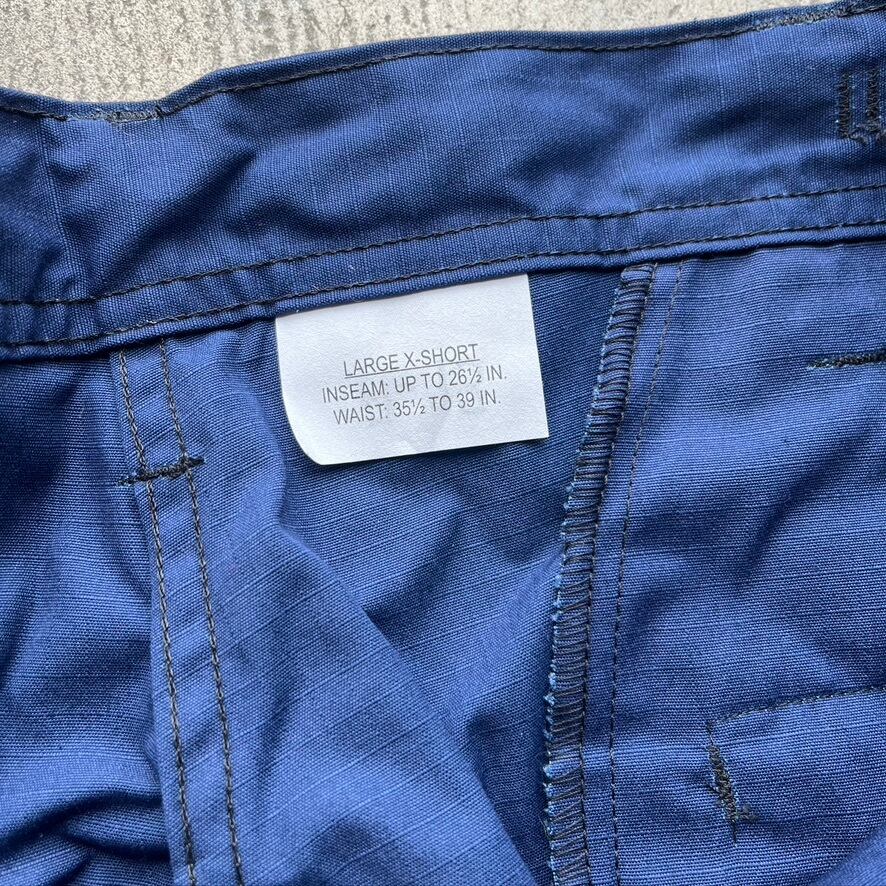 LARGE X-SHORT
INSEAM: UP TO 26½ IN.
WAIST: 35½ TO 39 IN.